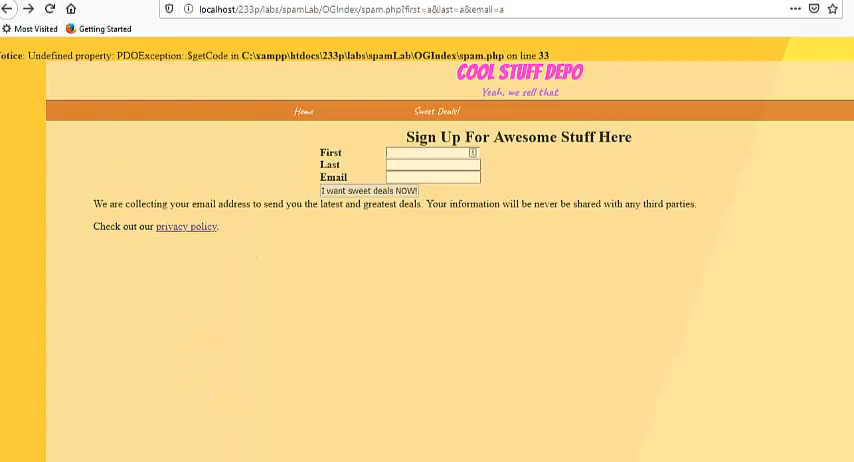 localhost/233p/labs/spamLab/OGIndex/spam.php?first=a&last=a&email=a
Most Visited Getting Started
otice: Undefined property: PDOException::$getCode in C:\xampp\htdocs\233p\labs\spamLab\OGIndex\spam.php on line 33
COOL STUFF DEPO
Yeah, we sell that
Home Sweet Deals!
Sign Up For Awesome Stuff Here
First
Last
Email
I want sweet deals NOW!
We are collecting your email address to send you the latest and greatest deals. Your information will be never be shared with any third parties.
Check out our privacy policy.